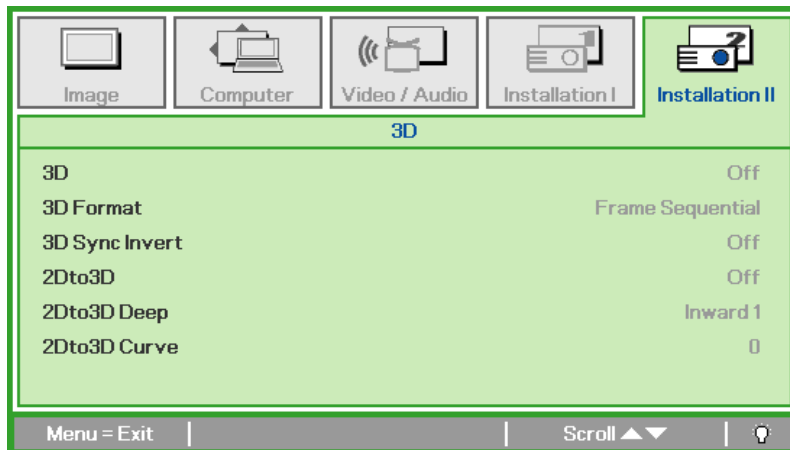 Image Computer Video / Audio Installation I Installation II
3D
3D Off
3D Format Frame Sequential
3D Sync Invert Off
2Dto3D Off
2Dto3D Deep Inward 1
2Dto3D Curve 0
Menu = Exit Scroll ▲▼